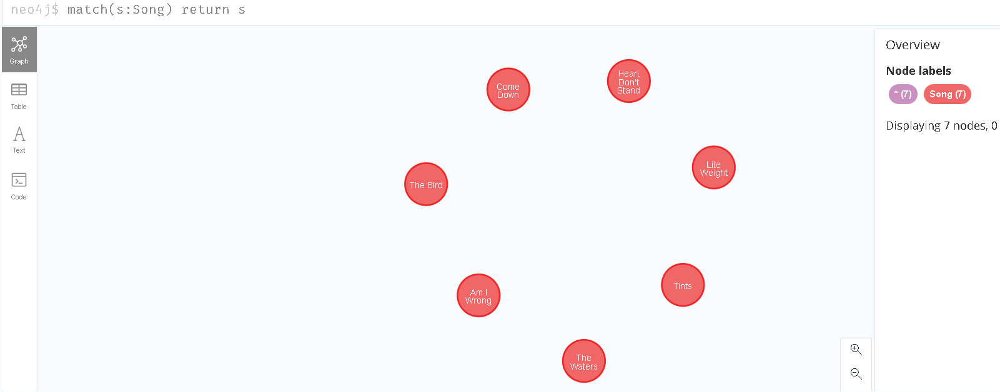 neo4j$ match(s:Song) return s
Graph
Table
Text
Code
Come
Down
Heart
Don't
Stand
Lite
Weight
The Bird
Am I
Wrong
Tints
The
Waters
Overview
Node labels
* (7)
Song (7)
Displaying 7 nodes, 0